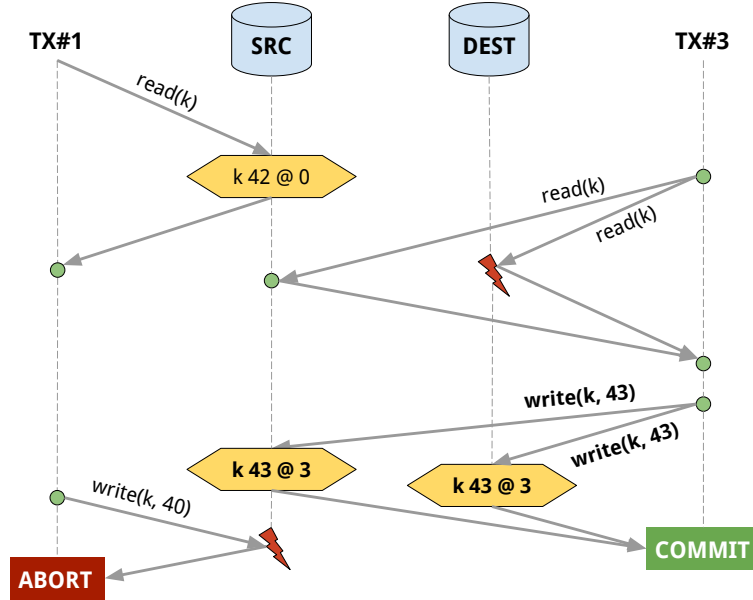 TX#1
SRC
DEST
TX#3
read(k)
k 42 @ 0
read(k)
read(k)
write(k, 43)
write(k, 43)
k 43 @ 3
k 43 @ 3
write(k, 40)
COMMIT
ABORT